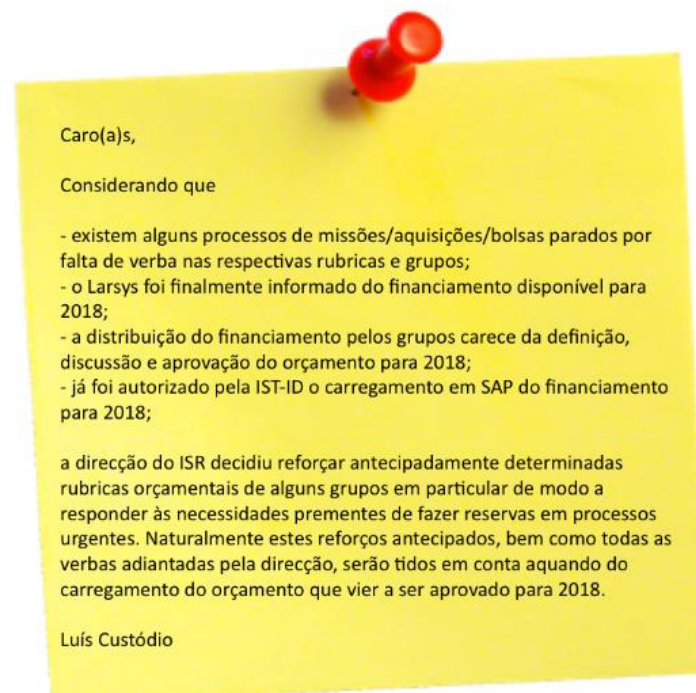 Caro(a)s,
Considerando que
- existem alguns processos de missões/aquisições/bolsas parados por
falta de verba nas respectivas rubricas e grupos;
- o Larsys foi finalmente informado do financiamento disponível para
2018;
- a distribuição do financiamento pelos grupos carece da definição,
discussão e aprovação do orçamento para 2018;
- já foi autorizado pela IST-ID o carregamento em SAP do financiamento
para 2018;
a direcção do ISR decidiu reforçar antecipadamente determinadas
rubricas orçamentais de alguns grupos em particular de modo a
responder às necessidades prementes de fazer reservas em processos
urgentes. Naturalmente estes reforços antecipados, bem como todas as
verbas adiantadas pela direcção, serão tidos em conta aquando do
carregamento do orçamento que vier a ser aprovado para 2018.
Luís Custódio